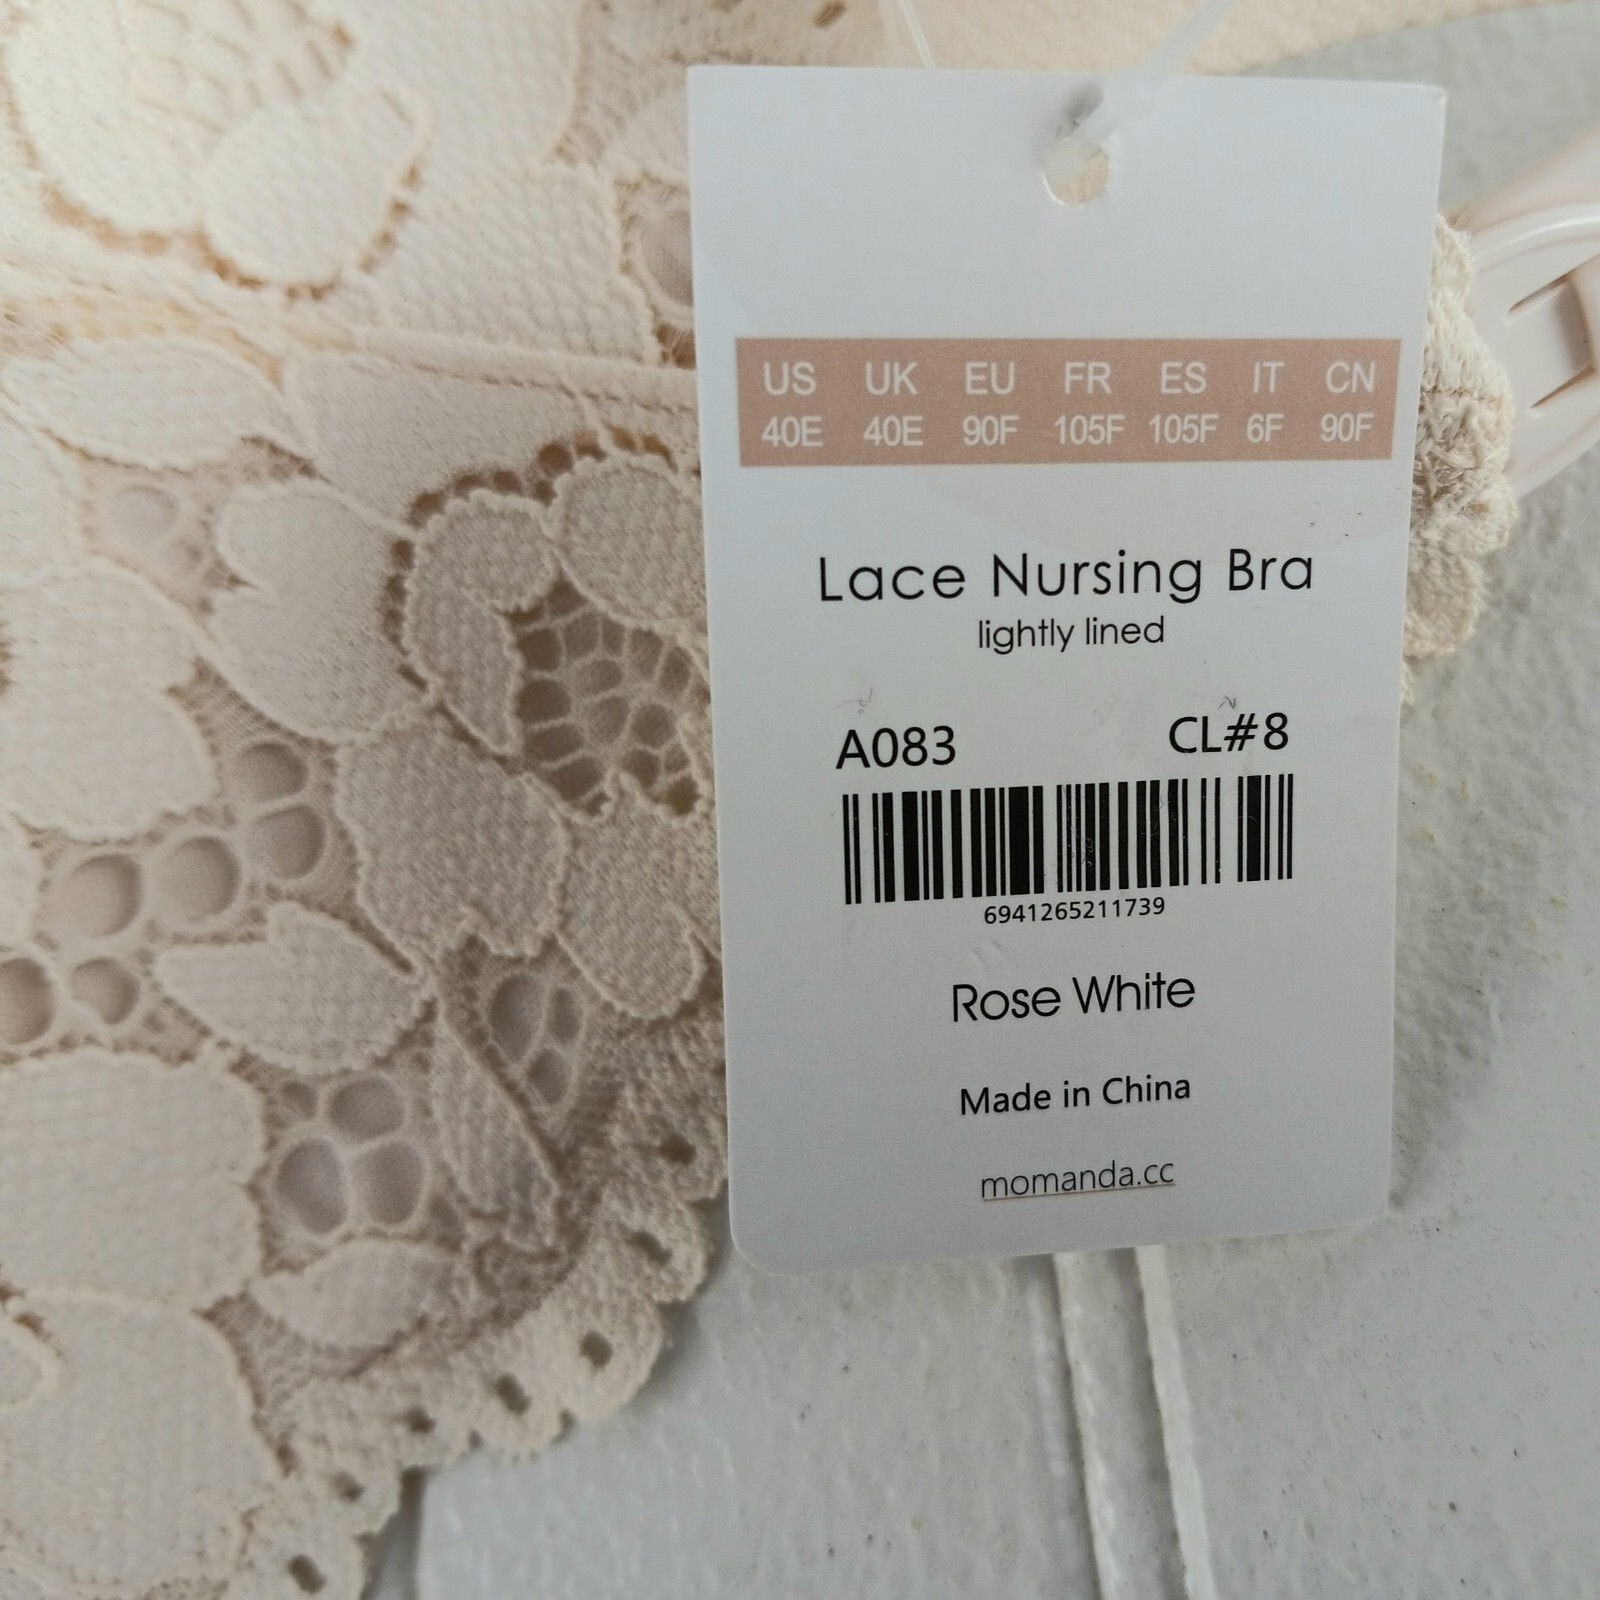 US UK EU FR ES IT CN
40E 40E 90F 105F 105F 6F 90F
Lace Nursing Bra
lightly lined
A083 CL#8
6941265211739
Rose White
Made in China
momanda.cc